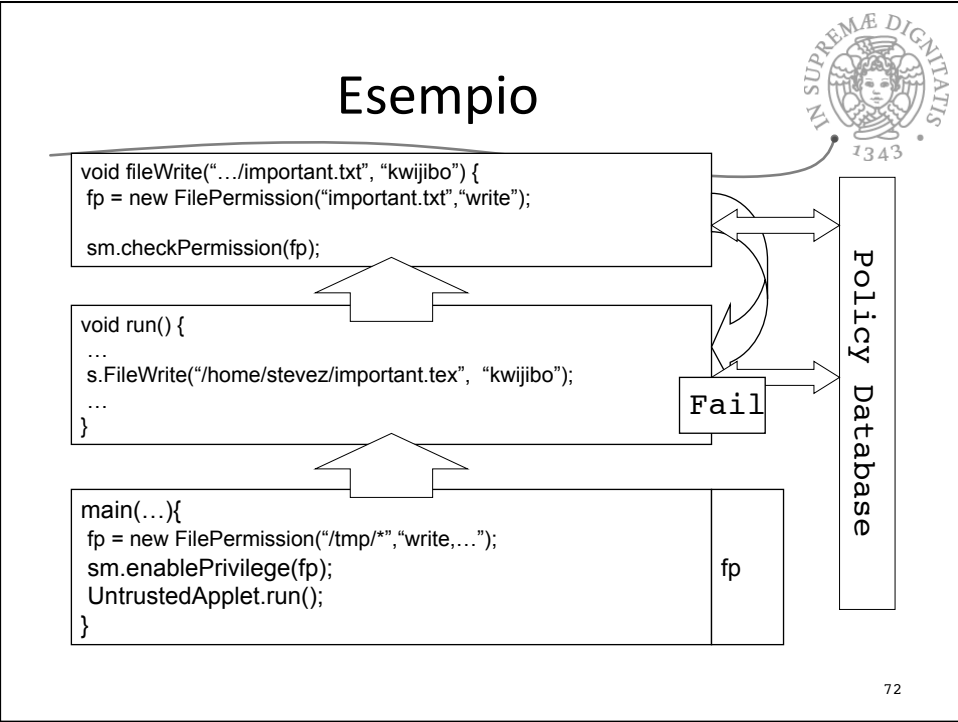 Esempio
IN SUPREMÆ DIGNITATIS
1343
void fileWrite(“…/important.txt”, “kwijibo”) {
fp = new FilePermission(“important.txt”,“write”);
sm.checkPermission(fp);
void run() {
…
s.FileWrite(“/home/stevez/important.tex”, “kwijibo”);
…
}
Fail
Policy Database
main(…){
fp = new FilePermission(“/tmp/*”,“write,…”);
sm.enablePrivilege(fp);
UntrustedApplet.run();
}
fp
72